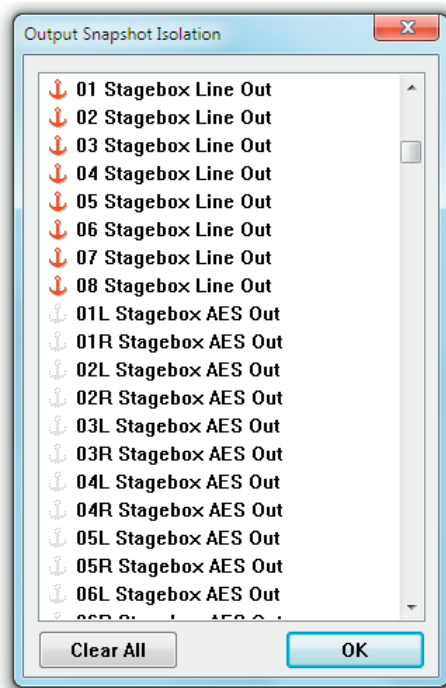 Output Snapshot Isolation
01 Stagebox Line Out
02 Stagebox Line Out
03 Stagebox Line Out
04 Stagebox Line Out
05 Stagebox Line Out
06 Stagebox Line Out
07 Stagebox Line Out
08 Stagebox Line Out
01L Stagebox AES Out
01R Stagebox AES Out
02L Stagebox AES Out
02R Stagebox AES Out
03L Stagebox AES Out
03R Stagebox AES Out
04L Stagebox AES Out
04R Stagebox AES Out
05L Stagebox AES Out
05R Stagebox AES Out
06L Stagebox AES Out
06R Stagebox AES Out
Clear All
OK